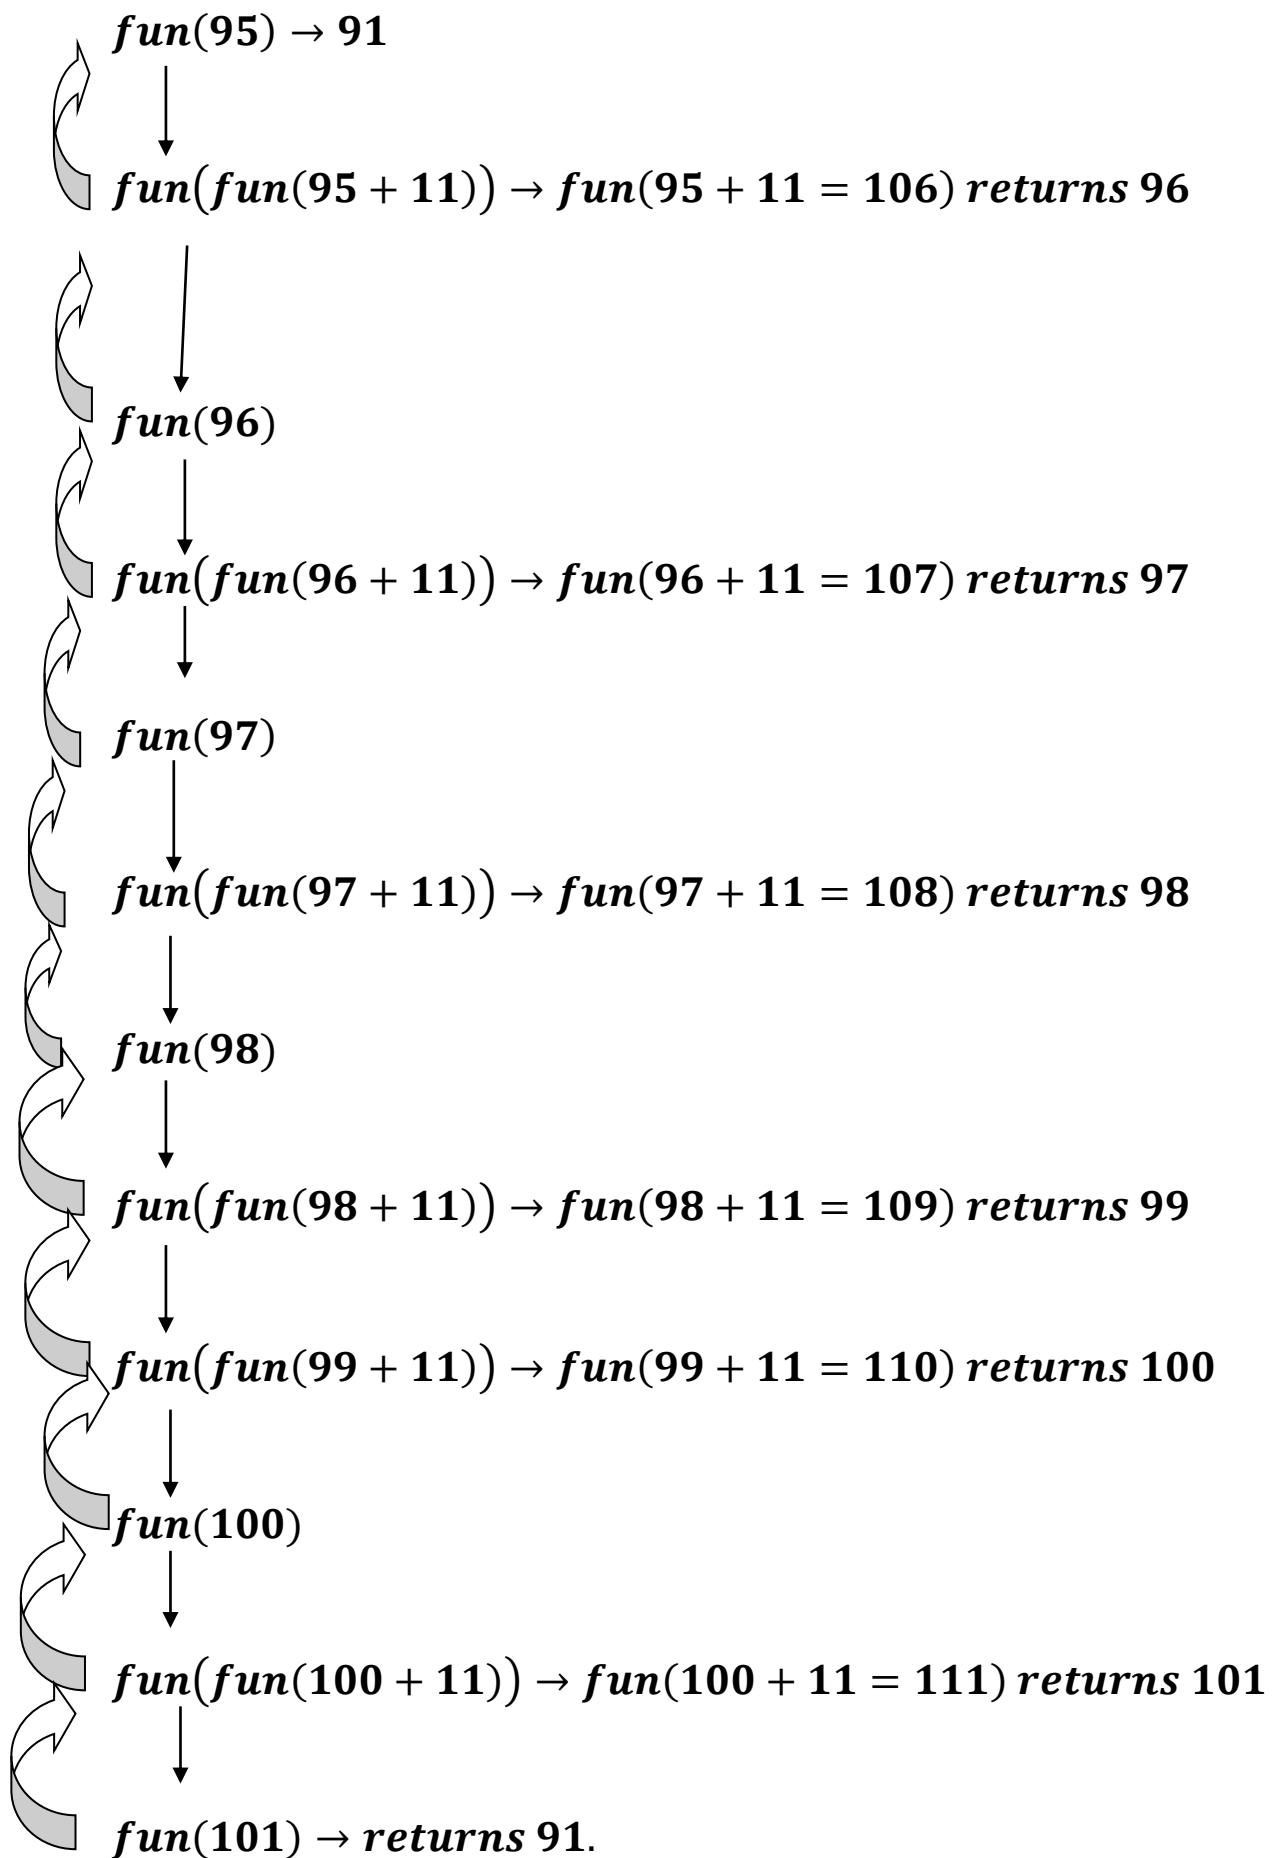 fun(95) → 91
fun(fun(95 + 11)) → fun(95 + 11 = 106) returns 96
fun(96)
fun(fun(96 + 11)) → fun(96 + 11 = 107) returns 97
fun(97)
fun(fun(97 + 11)) → fun(97 + 11 = 108) returns 98
fun(98)
fun(fun(98 + 11)) → fun(98 + 11 = 109) returns 99
fun(fun(99 + 11)) → fun(99 + 11 = 110) returns 100
fun(100)
fun(fun(100 + 11)) → fun(100 + 11 = 111) returns 101
fun(101) → returns 91.